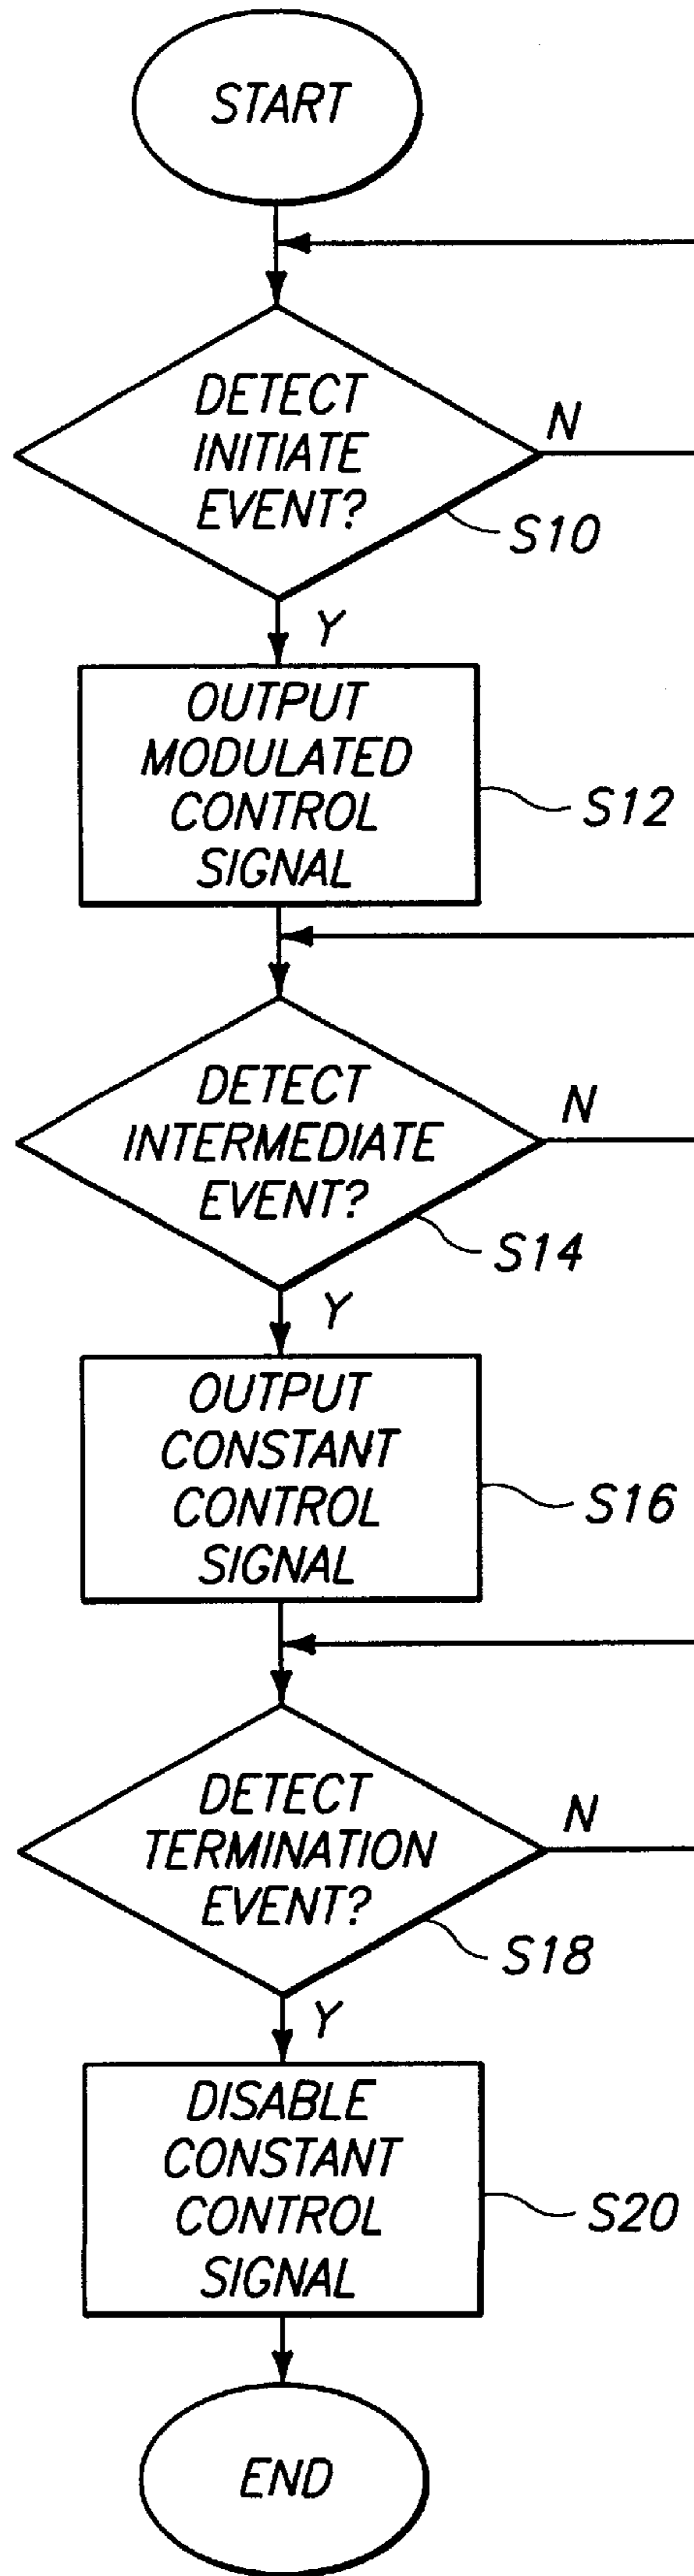 START
DETECT
INITIATE
EVENT?
N
S10
Y
OUTPUT
MODULATED
CONTROL
SIGNAL
S12
DETECT
INTERMEDIATE
EVENT?
N
S14
Y
OUTPUT
CONSTANT
CONTROL
SIGNAL
S16
DETECT
TERMINATION
EVENT?
N
S18
Y
DISABLE
CONSTANT
CONTROL
SIGNAL
S20
END